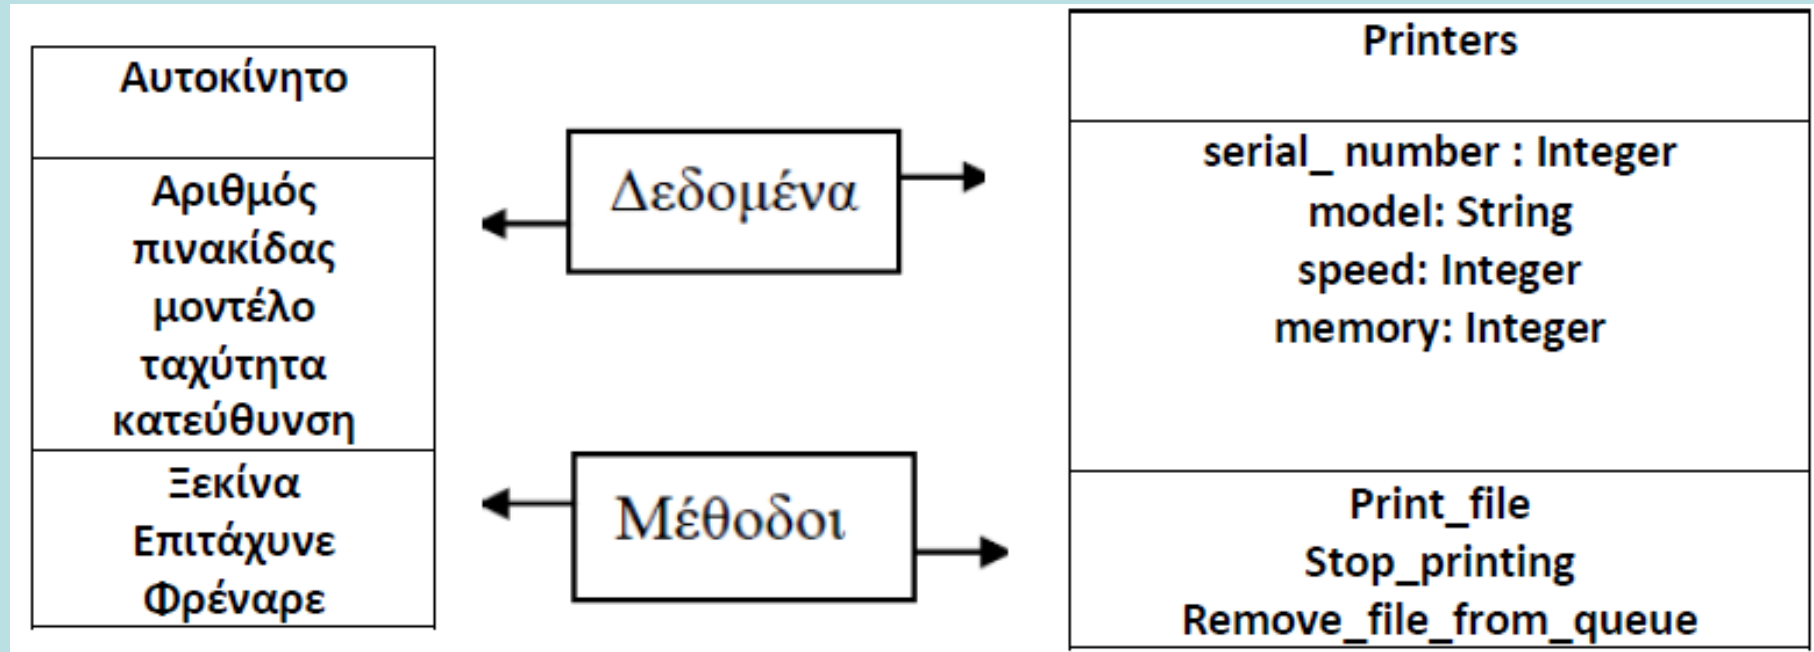 Αυτοκίνητο
Αριθμός
πινακίδας
μοντέλο
ταχύτητα
κατεύθυνση
Ξεκίνα
Επιτάχυνε
Φρέναρε
Δεδομένα
Μέθοδοι
Printers
serial_ number : Integer
model: String
speed: Integer
memory: Integer
Print_file
Stop_printing
Remove_file_from_queue